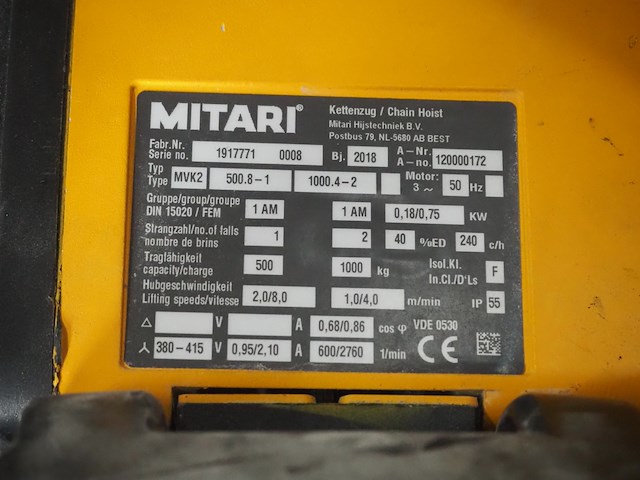 MITARI® Kettenzug / Chain Hoist
Mitari Hijstechniek B.V.
Postbus 79, NL-5680 AB BEST
Fabr.Nr. A-Nr.
Serie no. 1917771 0008 Bj. 2018 A-no. 120000172
Typ Motor:
Type MVK2 500.8-1 1000.4-2 3 ~ 50 Hz
Gruppe/group/groupe
DIN 15020 / FEM 1 AM 1 AM 0,18/0,75 KW
Strangzahl/no.of falls
nombre de brins 1 2 40 %ED 240 c/h
Traglähigkeit Isol.Kl.
capacity/charge 500 1000 kg In.Cl./D'Ls F
Hubgeschwindigkeit
Lifting speeds/vitesse 2,0/8,0 1,0/4,0 m/min IP 55
△ V A 0,68/0,86 cos φ VDE 0530
⅄ 380-415 V 0,95/2,10 A 600/2760 1/min CE